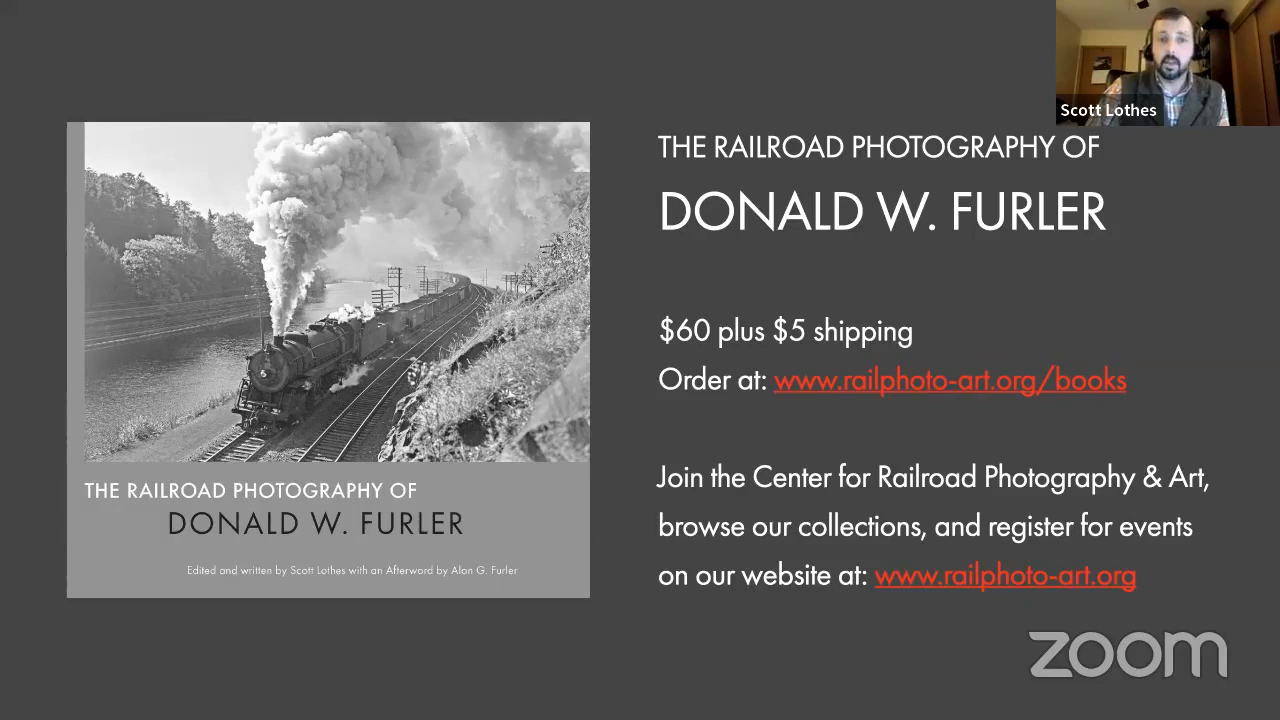 Scott Lothes
THE RAILROAD PHOTOGRAPHY OF
DONALD W. FURLER
$60 plus $5 shipping
Order at: www.railphoto-art.org/books
Join the Center for Railroad Photography & Art,
browse our collections, and register for events
on our website at: www.railphoto-art.org
THE RAILROAD PHOTOGRAPHY OF
DONALD W. FURLER
Edited and written by Scott Lothes with an Afterword by Alan G. Furler
zoom